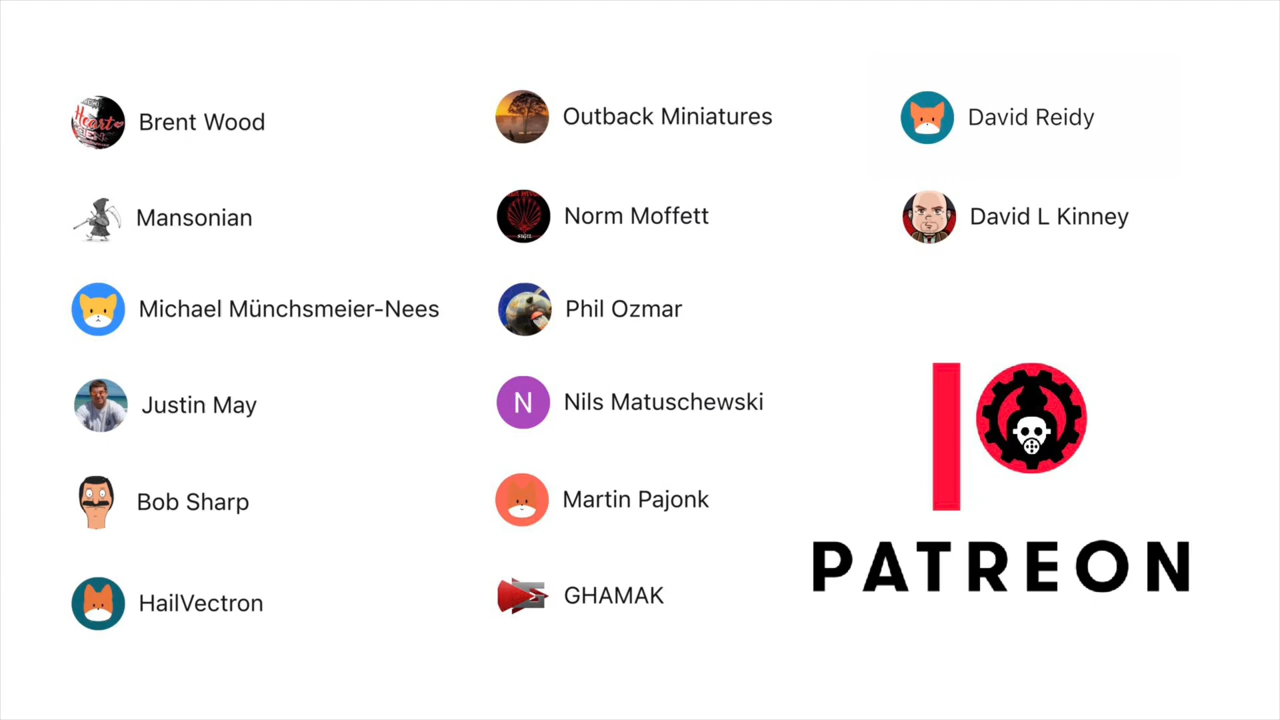 Brent Wood
Mansonian
Michael Münchsmeier-Nees
Justin May
Bob Sharp
HailVectron
Outback Miniatures
Norm Moffett
Phil Ozmar
N
Nils Matuschewski
Martin Pajonk
GHAMAK
David Reidy
David L Kinney
PATREON